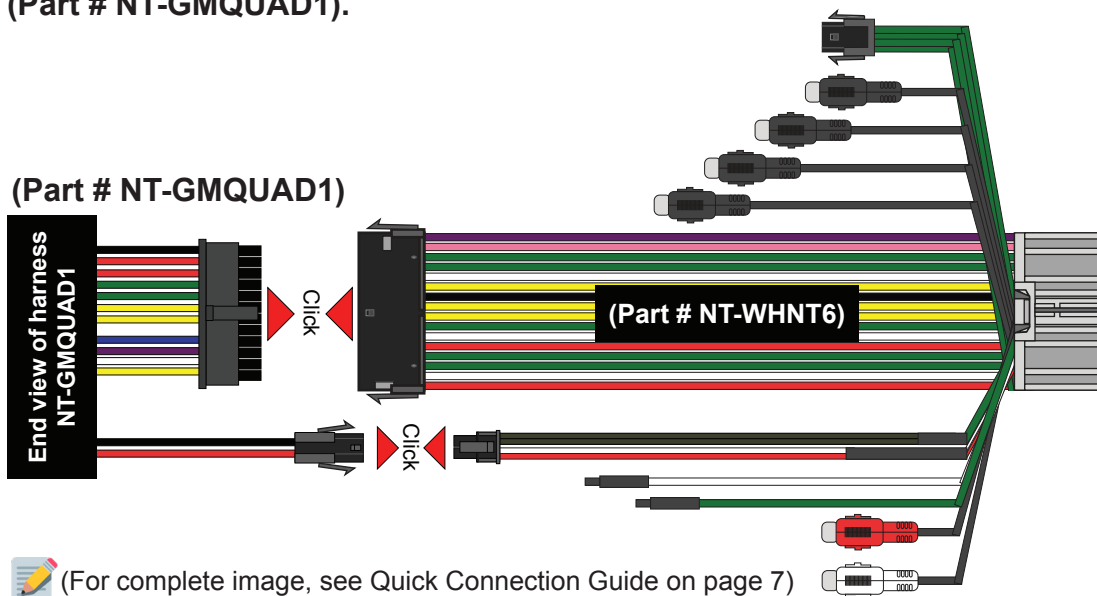 (Part # NT-GMQUAD1).
(Part # NT-GMQUAD1)
End view of harness
NT-GMQUAD1
Click
(Part # NT-WHNT6)
Click
(For complete image, see Quick Connection Guide on page 7)